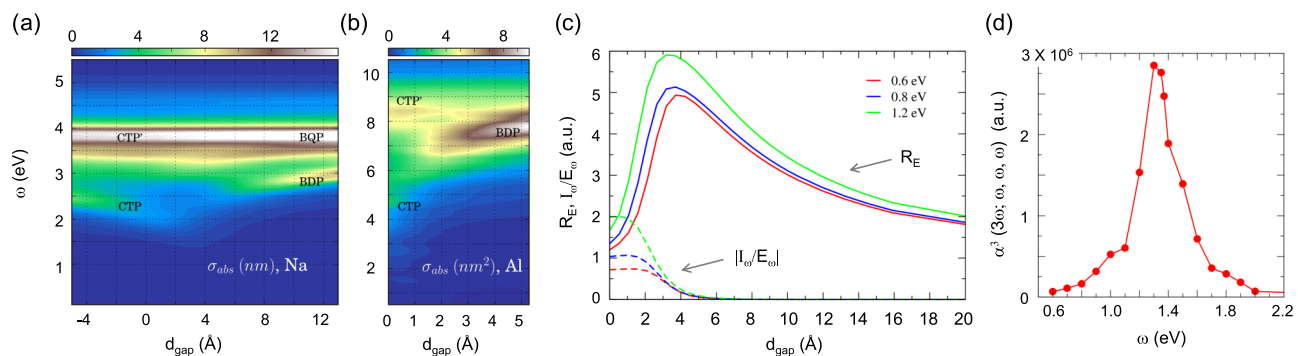 (a)
0 4 12
5
4
3
2
1
ω (eV)
CTP'
BQP
BDP
CTP
σabs (nm), Na
-4 0 4 8 12
dgap (Å)
(b)
0 4 8
10
8
6
4
2
CTP'
BDP
CTP
σabs (nm²), Al
0 1 2 3 4 5
dgap (Å)
(c)
6
5
4
3
2
1
0
RE, Iω/Eω (a.u.)
0.6 eV
0.8 eV
1.2 eV
RE
|Iω/Eω|
0 2 4 6 8 10 12 14 16 18 20
dgap (Å)
(d)
3 X 10⁶
2
1
0
α³ (3ω; ω, ω, ω) (a.u.)
0.6 1.0 1.4 1.8 2.2
ω (eV)